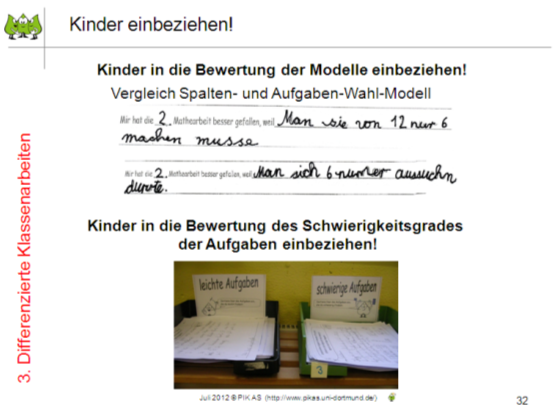 Kinder einbeziehen!
Kinder in die Bewertung der Modelle einbeziehen!
Vergleich Spalten- und Aufgaben-Wahl-Modell
Mir hat die 2. Mathearbeit besser gefallen, weil Man sie von 12 nur 6
machen musse
Mir hat die 2. Mathearbeit besser gefallen, weil Man sich 6 numer aussuchn
durvte.
3. Differenzierte Klassenarbeiten
Kinder in die Bewertung des Schwierigkeitsgrades
der Aufgaben einbeziehen!
leichte Aufgaben
schwierige Aufgaben
3
Juli 2012 © PIK AS (http://www.pikas.uni-dortmund.de/)
32